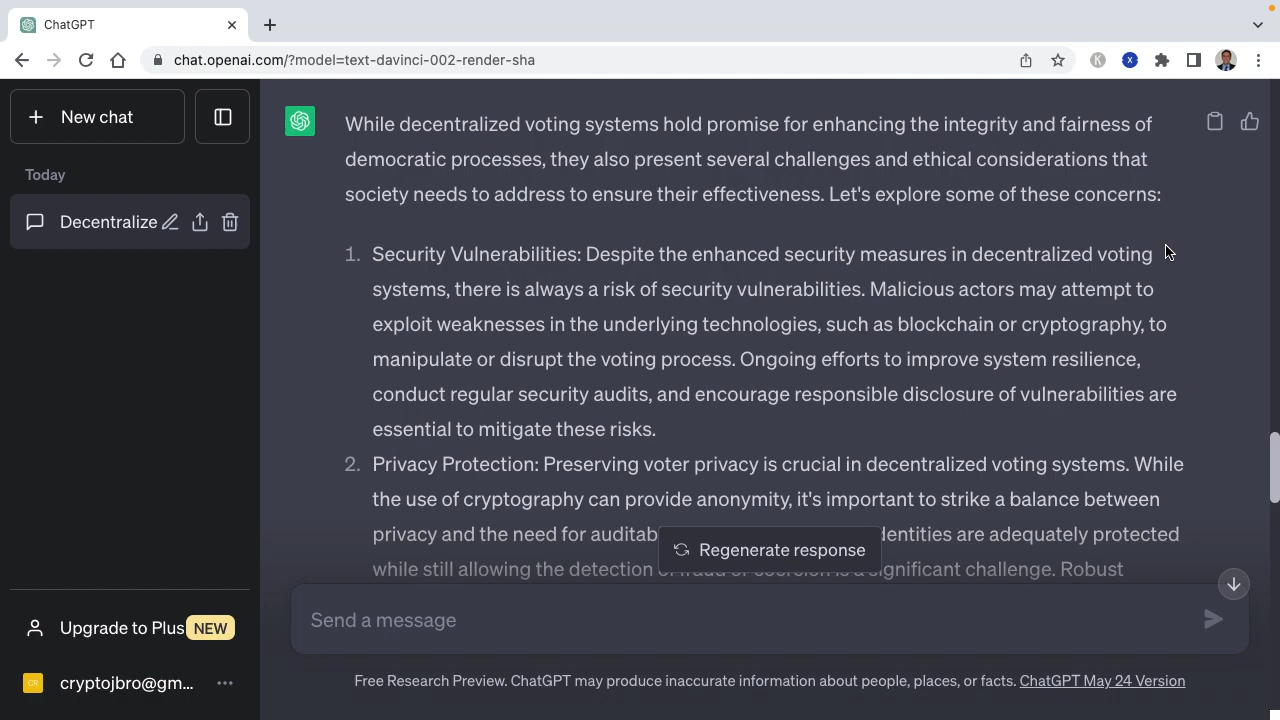 ChatGPT
chat.openai.com/?model=text-davinci-002-render-sha
K
X
New chat
Today
Decentralize
Upgrade to Plus NEW
CR
cryptojbro@gm...
While decentralized voting systems hold promise for enhancing the integrity and fairness of
democratic processes, they also present several challenges and ethical considerations that
society needs to address to ensure their effectiveness. Let's explore some of these concerns:
1. Security Vulnerabilities: Despite the enhanced security measures in decentralized voting
systems, there is always a risk of security vulnerabilities. Malicious actors may attempt to
exploit weaknesses in the underlying technologies, such as blockchain or cryptography, to
manipulate or disrupt the voting process. Ongoing efforts to improve system resilience,
conduct regular security audits, and encourage responsible disclosure of vulnerabilities are
essential to mitigate these risks.
2. Privacy Protection: Preserving voter privacy is crucial in decentralized voting systems. While
the use of cryptography can provide anonymity, it's important to strike a balance between
privacy and the need for auditab dentities are adequately protected
while still allowing the detection of fraud or coercion is a significant challenge. Robust
Regenerate response
Send a message
Free Research Preview. ChatGPT may produce inaccurate information about people, places, or facts. ChatGPT May 24 Version